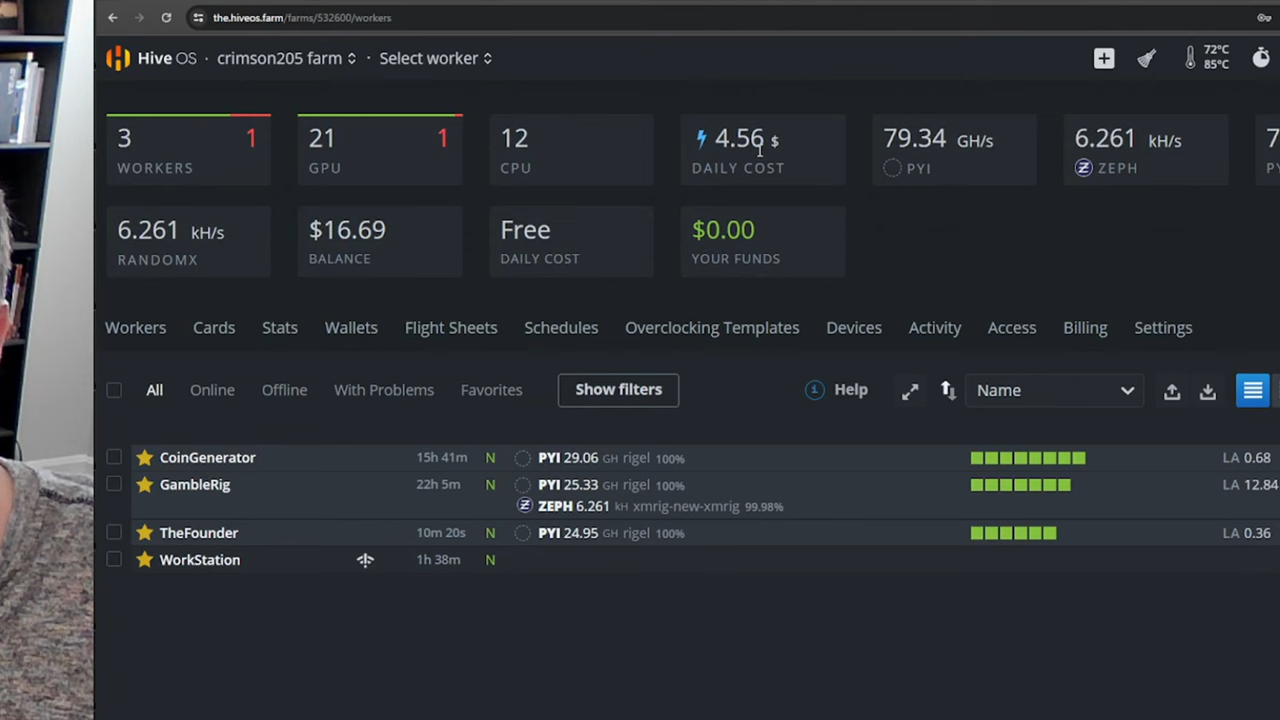 the.hiveos.farm/farms/532600/workers
Hive OS · crimson205 farm · Select worker 72°C
85°C
3 1 21 1 12 4.56 $ 79.34 GH/s 6.261 kH/s 7
WORKERS GPU CPU DAILY COST PYI ZEPH
6.261 kH/s $16.69 Free $0.00
RANDOMX BALANCE DAILY COST YOUR FUNDS
Workers Cards Stats Wallets Flight Sheets Schedules Overclocking Templates Devices Activity Access Billing Settings
All Online Offline With Problems Favorites Show filters Help Name
CoinGenerator 15h 41m N PYI 29.06 GH rigel 100% LA 0.68
GambleRig 22h 5m N PYI 25.33 GH rigel 100% LA 12.84
ZEPH 6.261 kH xmrig-new-xmrig 99.98%
TheFounder 10m 20s N PYI 24.95 GH rigel 100% LA 0.36
WorkStation 1h 38m N